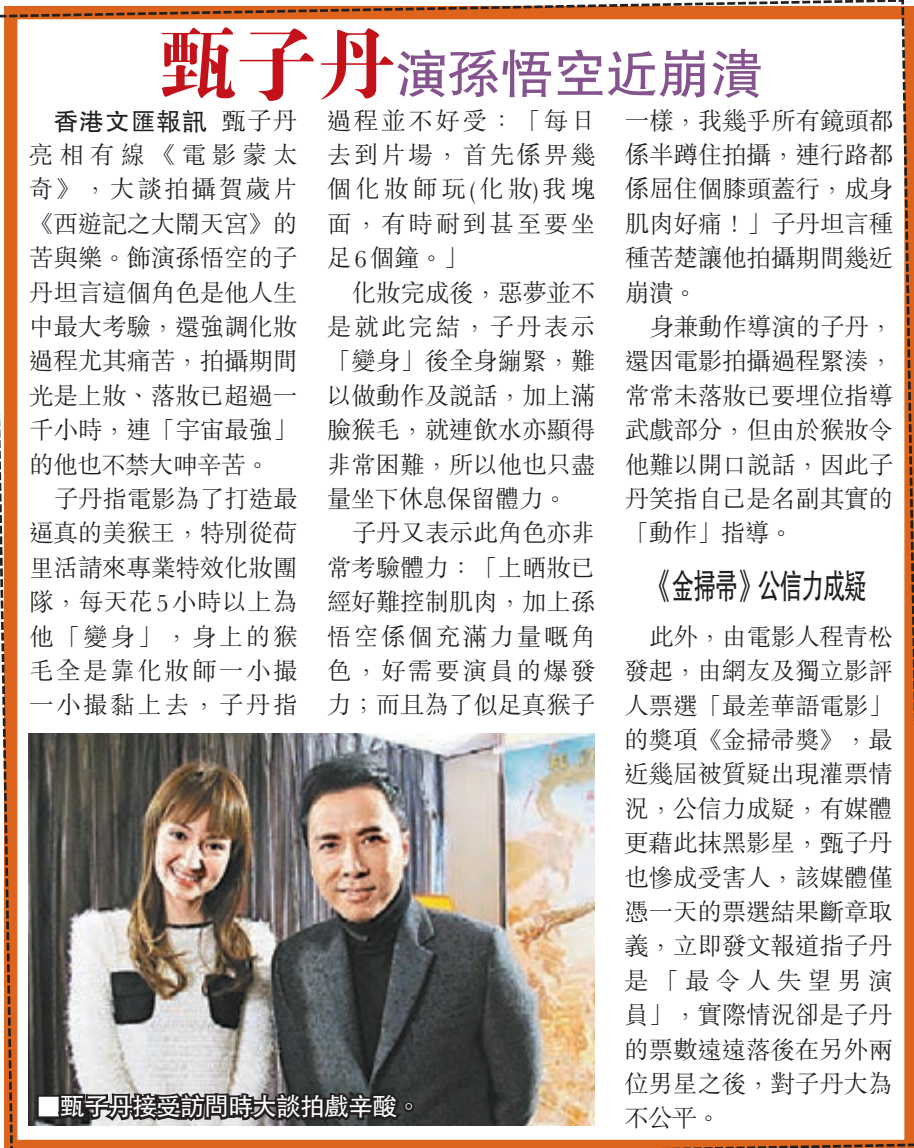 甄子丹演孫悟空近崩潰
香港文匯報訊 甄子丹
亮相有線《電影蒙太
奇》，大談拍攝賀歲片
《西遊記之大鬧天宮》的
苦與樂。飾演孫悟空的子
丹坦言這個角色是他人生
中最大考驗，還強調化妝
過程尤其痛苦，拍攝期間
光是上妝、落妝已超過一
千小時，連「宇宙最強」
的他也不禁大呻辛苦。
子丹指電影為了打造最
逼真的美猴王，特別從荷
里活請來專業特效化妝團
隊，每天花5小時以上為
他「變身」，身上的猴
毛全是靠化妝師一小撮
一小撮黐上去，子丹指
過程並不好受：「每日
去到片場，首先係畀幾
個化妝師玩(化妝)我塊
面，有時耐到甚至要坐
足6個鐘。」
化妝完成後，惡夢並不
是就此完結，子丹表示
「變身」後全身繃緊，難
以做動作及說話，加上滿
臉猴毛，就連飲水亦顯得
非常困難，所以他也只盡
量坐下休息保留體力。
子丹又表示此角色亦非
常考驗體力：「上晒妝已
經好難控制肌肉，加上孫
悟空係個充滿力量嘅角
色，好需要演員的爆發
力；而且為了似足真猴子
一樣，我幾乎所有鏡頭都
係半蹲住拍攝，連行路都
係屈住個膝頭蓋行，成身
肌肉好痛！」子丹坦言種
種苦楚讓他拍攝期間幾近
崩潰。
身兼動作導演的子丹，
還因電影拍攝過程緊湊，
常常未落妝已要埋位指導
武戲部分，但由於猴妝令
他難以開口說話，因此子
丹笑指自己是名副其實的
「動作」指導。
《金掃帚》公信力成疑
此外，由電影人程青松
發起，由網友及獨立影評
人票選「最差華語電影」
的獎項《金掃帚獎》，最
近幾屆被質疑出現灌票情
況，公信力成疑，有媒體
更藉此抹黑影星，甄子丹
也慘成受害人，該媒體僅
憑一天的票選結果斷章取
義，立即發文報道指子丹
是「最令人失望男演
員」，實際情況卻是子丹
的票數遠遠落後在另外兩
位男星之後，對子丹大為
不公平。
■甄子丹接受訪問時大談拍戲辛酸。